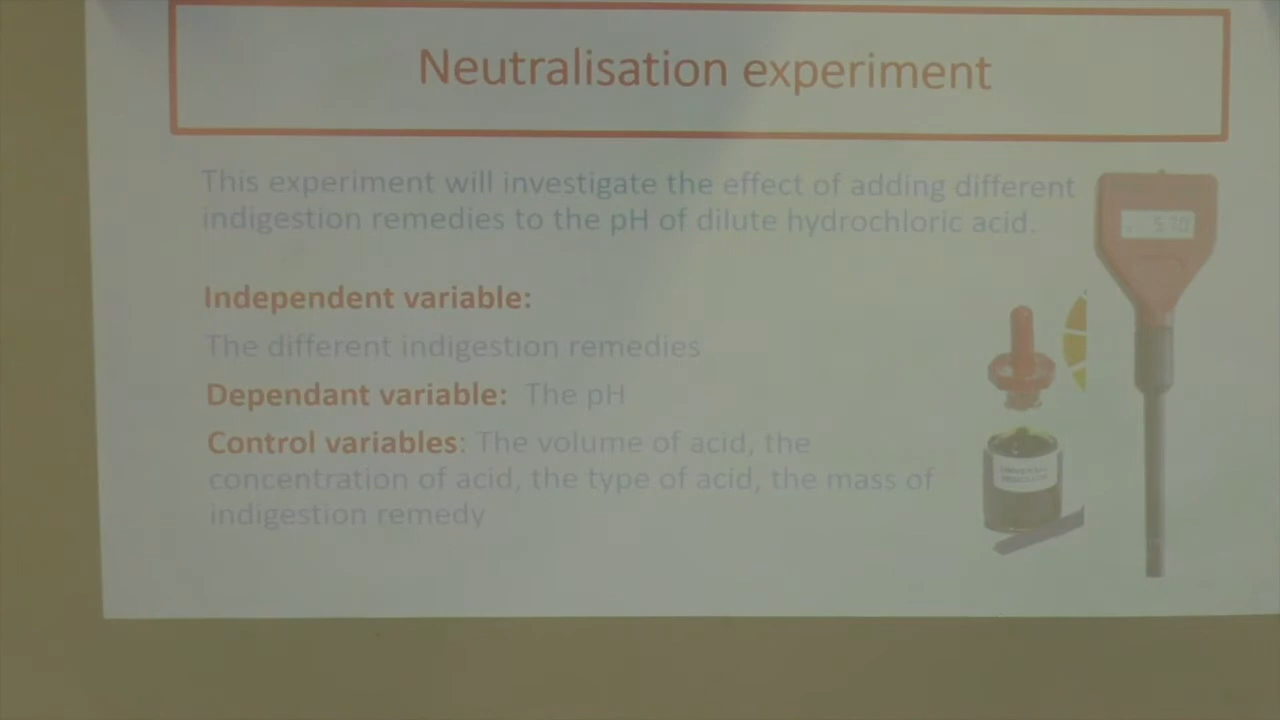 Neutralisation experiment
This experiment will investigate the effect of adding different
indigestion remedies to the pH of dilute hydrochloric acid.
Independent variable:
The different indigestion remedies
Dependant variable: The pH
Control variables: The volume of acid, the
concentration of acid, the type of acid, the mass of
indigestion remedy